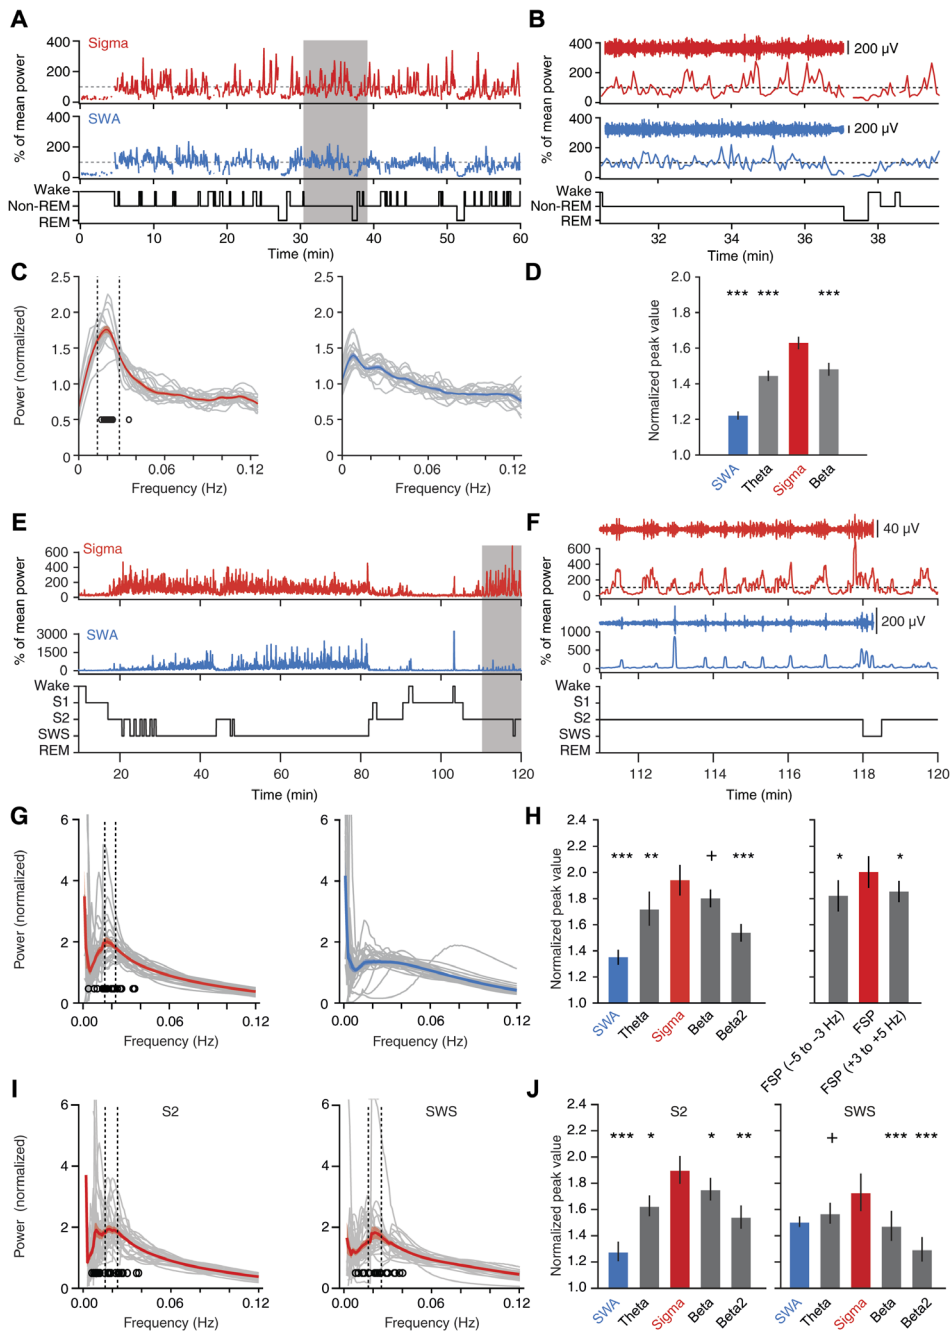 A
Sigma
% of mean power
400
200
0
SWA
400
200
0
Wake
Non-REM
REM
0 10 20 30 40 50 60
Time (min)
B
% of mean power
400
200
0
200 µV
400
200
0
200 µV
Wake
Non-REM
REM
32 34 36 38
Time (min)
C
Power (normalized)
2.5
2.0
1.5
1.0
0.5
0 0.06 0.12
Frequency (Hz)
2.5
2.0
1.5
1.0
0.5
0
0 0.06 0.12
Frequency (Hz)
D
Normalized peak value
2.0
1.8
1.6
1.4
1.2
1.0
*** *** ***
SWA Theta Sigma Beta
E
Sigma
% of mean power
600
400
200
0
SWA
3000
1500
0
Wake
S1
S2
SWS
REM
20 40 60 80 100 120
Time (min)
F
% of mean power
40 µV
600
400
200
0
200 µV
1000
500
0
Wake
S1
S2
SWS
REM
112 114 116 118 120
Time (min)
G
Power (normalized)
6
4
2
0
0.00 0.04 0.08 0.12
Frequency (Hz)
6
4
2
0
0.00 0.04 0.08 0.12
Frequency (Hz)
H
Normalized peak value
2.4
2.2
2.0
1.8
1.6
1.4
1.2
1.0
*** ** + ***
SWA Theta Sigma Beta Beta2
* *
FSP (−5 to −3 Hz) FSP FSP (+3 to +5 Hz)
I
S2
Power (normalized)
6
4
2
0
0.00 0.04 0.08 0.12
Frequency (Hz)
SWS
6
4
2
0
0.00 0.04 0.08 0.12
Frequency (Hz)
J
S2
Normalized peak value
2.4
2.2
2.0
1.8
1.6
1.4
1.2
1.0
*** * * **
SWA Theta Sigma Beta Beta2
SWS
+ *** ***
SWA Theta Sigma Beta Beta2